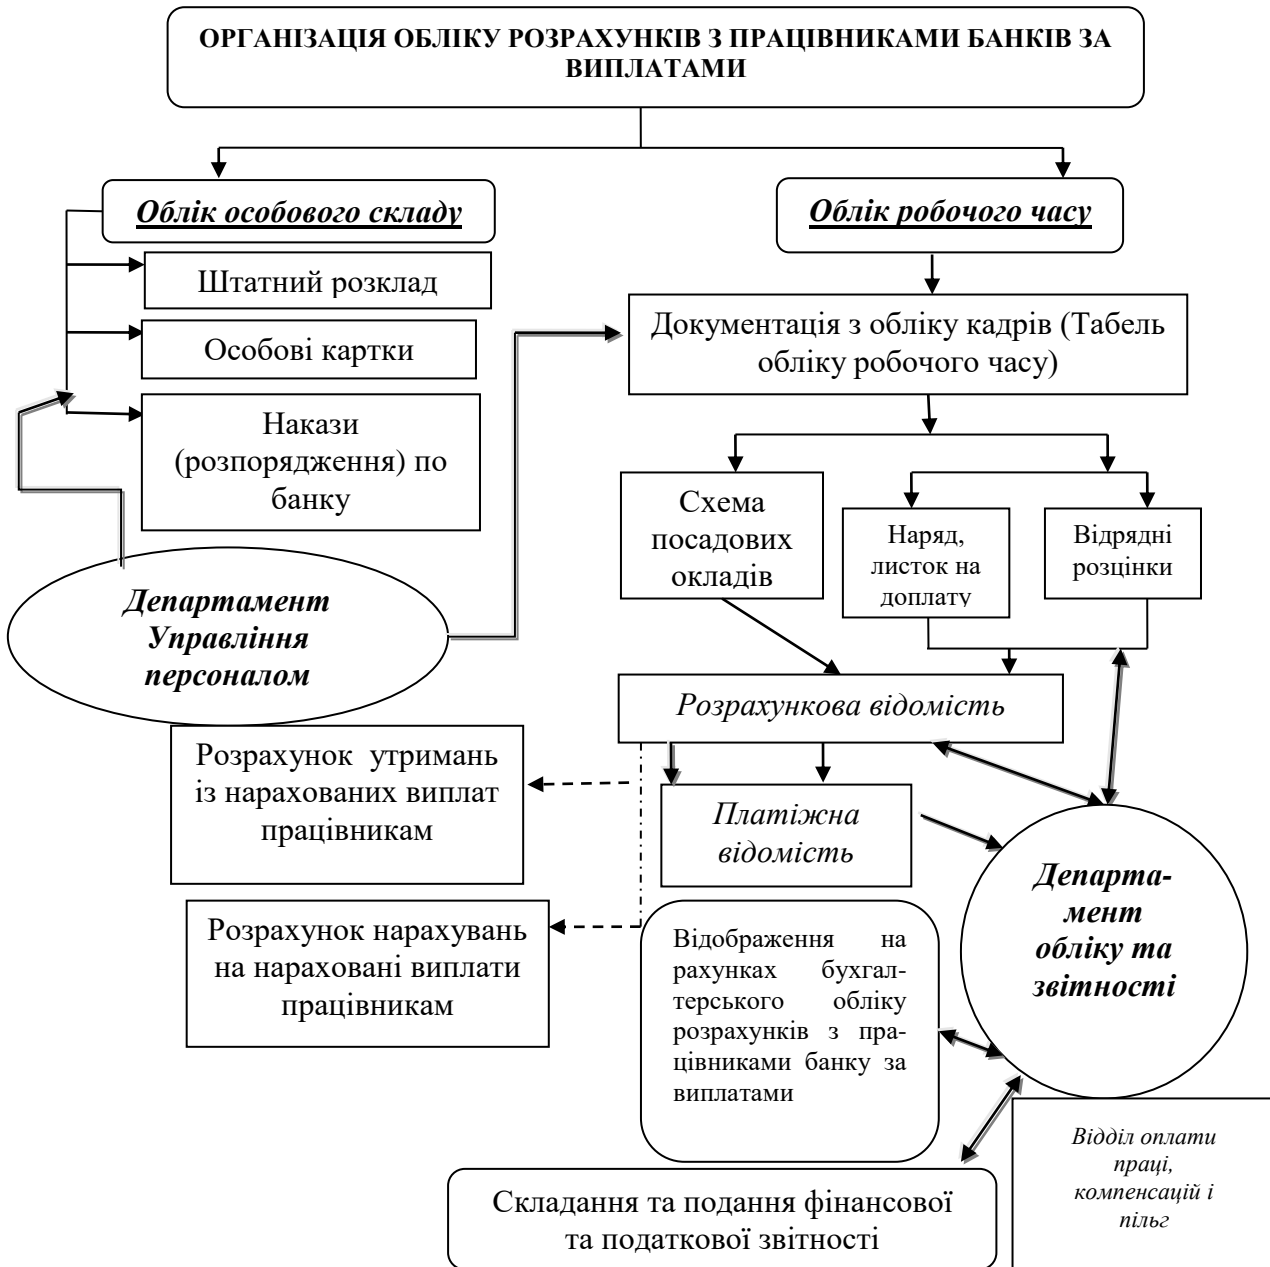 ОРГАНІЗАЦІЯ ОБЛІКУ РОЗРАХУНКІВ З ПРАЦІВНИКАМИ БАНКІВ ЗА
ВИПЛАТАМИ
Облік особового складу
Облік робочого часу
Штатний розклад
Особові картки
Накази
(розпорядження) по
банку
Документація з обліку кадрів (Табель
обліку робочого часу)
Схема
посадових
окладів
Наряд,
листок на
доплату
Відрядні
розцінки
Департамент
Управління
персоналом
Розрахункова відомість
Розрахунок утримань
із нарахованих виплат
працівникам
Платіжна
відомість
Розрахунок нарахувань
на нараховані виплати
працівникам
Відображення на
рахунках бухгал-
терського обліку
розрахунків з пра-
цівниками банку за
виплатами
Департа-
мент
обліку та
звітності
Відділ оплати
праці,
компенсацій і
пільг
Складання та подання фінансової
та податкової звітності